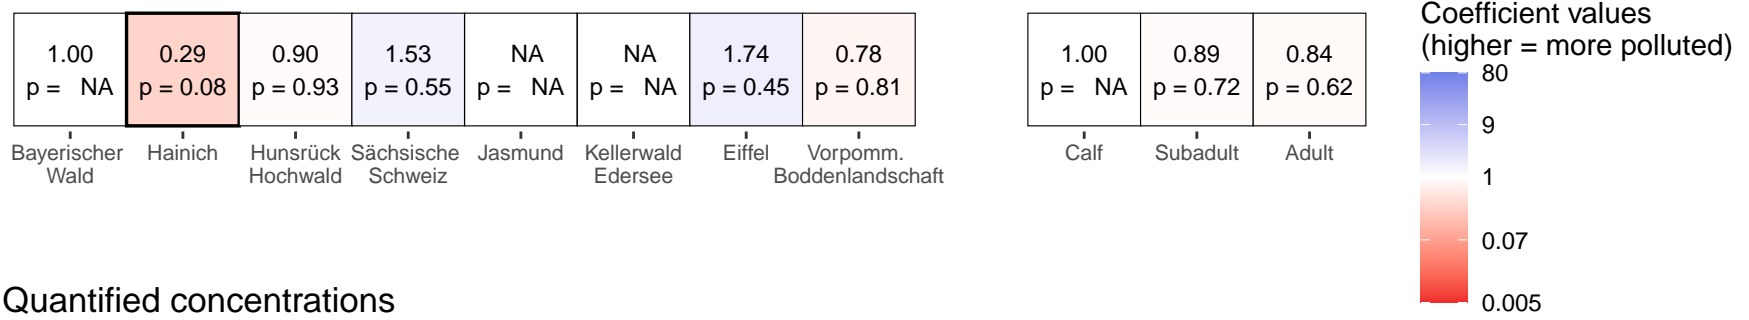 1.00 0.29 0.90 1.53 NA NA 1.74 0.78
p = NA p = 0.08 p = 0.93 p = 0.55 p = NA p = NA p = 0.45 p = 0.81
Bayerischer Hainich Hunsrück Sächsische Jasmund Kellerwald Eiffel Vorpomm.
Wald Hochwald Schweiz Edersee Boddenlandschaft
1.00 0.89 0.84
p = NA p = 0.72 p = 0.62
Calf Subadult Adult
Coefficient values
(higher = more polluted)
80
9
1
0.07
0.005
Quantified concentrations